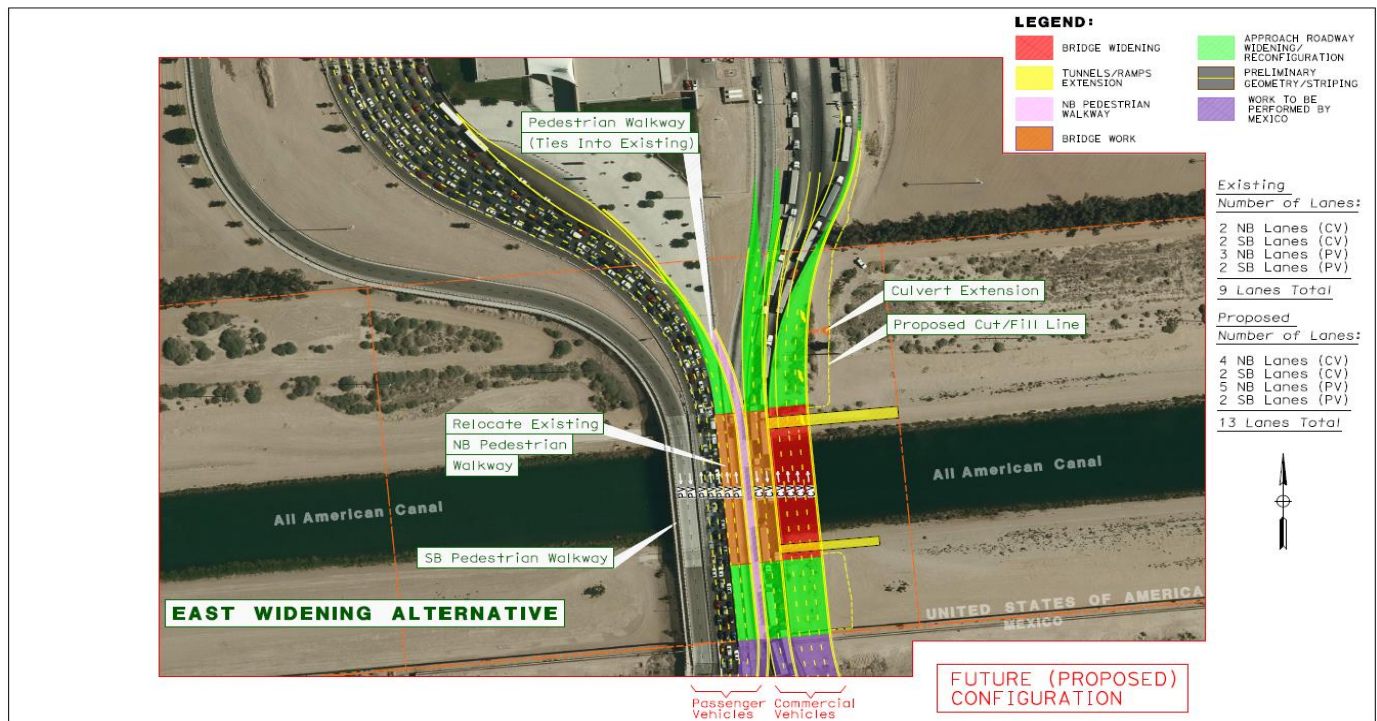 LEGEND:
BRIDGE WIDENING
TUNNELS/RAMPS
EXTENSION
NB PEDESTRIAN
WALKWAY
BRIDGE WORK
APPROACH ROADWAY
WIDENING/
RECONFIGURATION
PRELIMINARY
GEOMETRY/STRIPING
WORK TO BE
PERFORMED BY
MEXICO
Pedestrian Walkway
(Ties Into Existing)
Existing
Number of Lanes:
2 NB Lanes (CV)
2 SB Lanes (CV)
3 NB Lanes (PV)
2 SB Lanes (PV)
9 Lanes Total
Proposed
Number of Lanes:
4 NB Lanes (CV)
2 SB Lanes (CV)
5 NB Lanes (PV)
2 SB Lanes (PV)
13 Lanes Total
Culvert Extension
Proposed Cut/Fill Line
Relocate Existing
NB Pedestrian
Walkway
All American Canal
All American Canal
SB Pedestrian Walkway
EAST WIDENING ALTERNATIVE
UNITED STATES OF AMERICA
MEXICO
FUTURE (PROPOSED)
CONFIGURATION
Passenger
Vehicles
Commercial
Vehicles